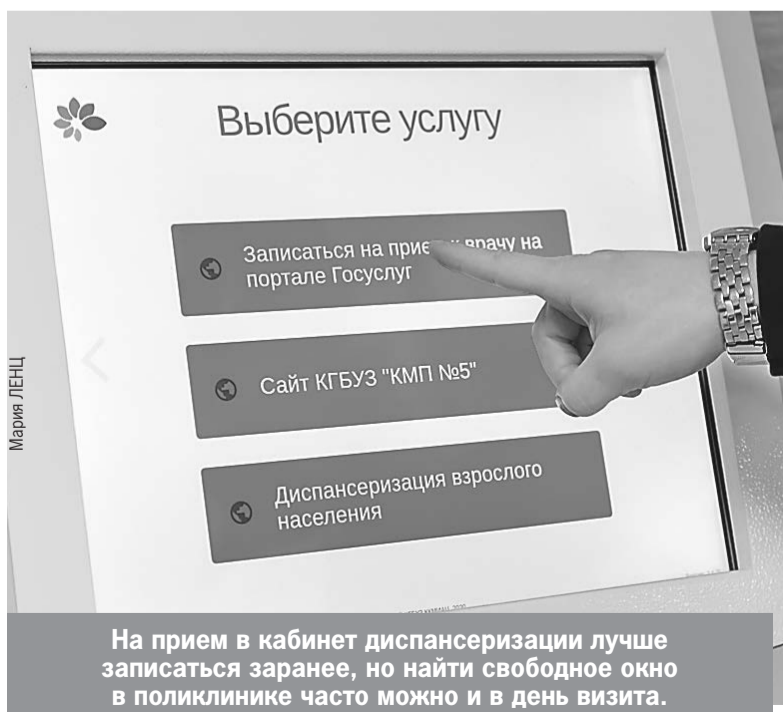 Выберите услугу
Записаться на прием к врачу на
портале Госуслуг
Сайт КГБУЗ "КМП №5"
Диспансеризация взрослого
населения
Мария ЛЕНЦ
На прием в кабинет диспансеризации лучше
записаться заранее, но найти свободное окно
в поликлинике часто можно и в день визита.